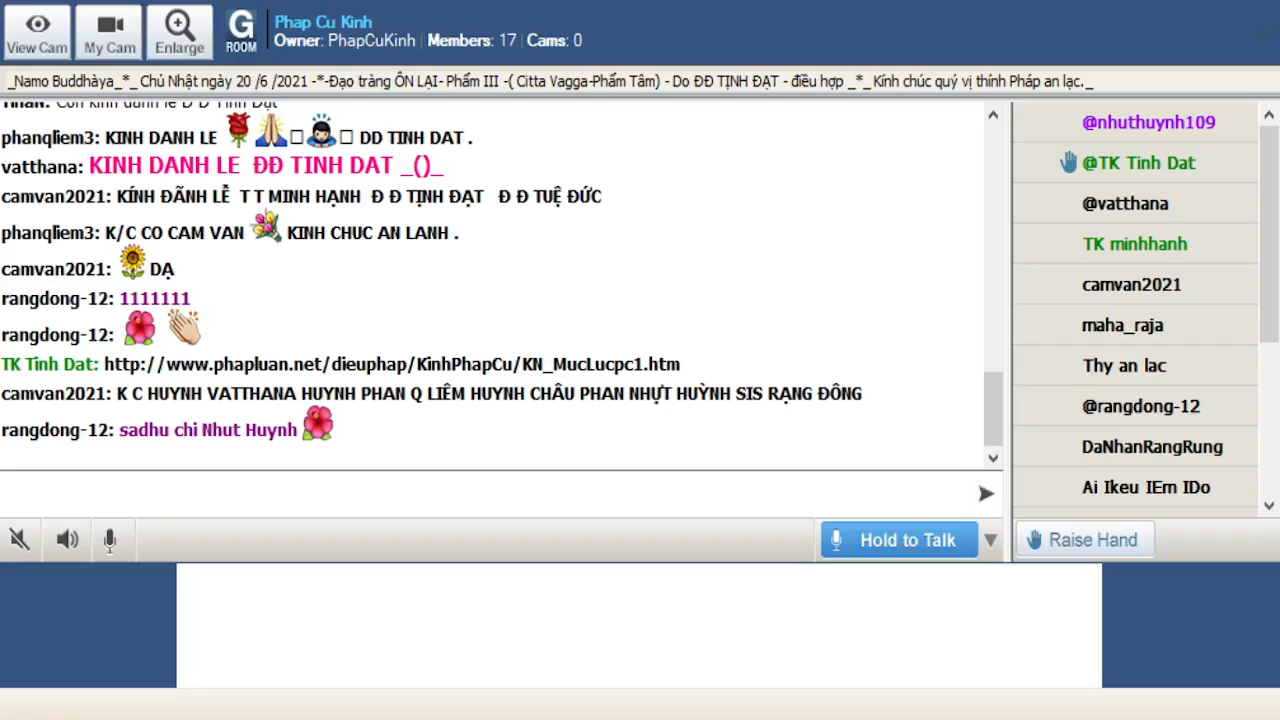 View Cam
My Cam
Enlarge
G
ROOM
Phap Cu Kinh
Owner: PhapCuKinh | Members: 17 | Cams: 0
_Namo Buddhàya_*_ Chủ Nhật ngày 20 /6 /2021 -*-Đạo tràng ÔN LẠI- Phẩm III -( Citta Vagga-Phẩm Tâm) - Do ĐĐ TỊNH ĐẠT - điều hợp _*_Kính chúc quý vị thính Pháp an lạc._
phanqliem3: KINH DANH LE DD TINH DAT .
vatthana: KINH DANH LE ĐĐ TINH DAT _()_
camvan2021: KÍNH ĐÃNH LỄ T T MINH HẠNH Đ Đ TỊNH ĐẠT Đ Đ TUỆ ĐỨC
phanqliem3: K/C CO CAM VAN KINH CHUC AN LANH .
camvan2021: DẠ
rangdong-12: 1111111
rangdong-12:
TK Tinh Dat: http://www.phapluan.net/dieuphap/KinhPhapCu/KN_MucLucpc1.htm
camvan2021: K C HUYNH VATTHANA HUYNH PHAN Q LIÊM HUYNH CHÂU PHAN NHỰT HUỲNH SIS RẠNG ĐÔNG
rangdong-12: sadhu chi Nhut Huynh
@nhuthuynh109
@TK Tinh Dat
@vatthana
TK minhhanh
camvan2021
maha_raja
Thy an lac
@rangdong-12
DaNhanRangRung
Ai Ikeu IEm IDo
Hold to Talk
Raise Hand